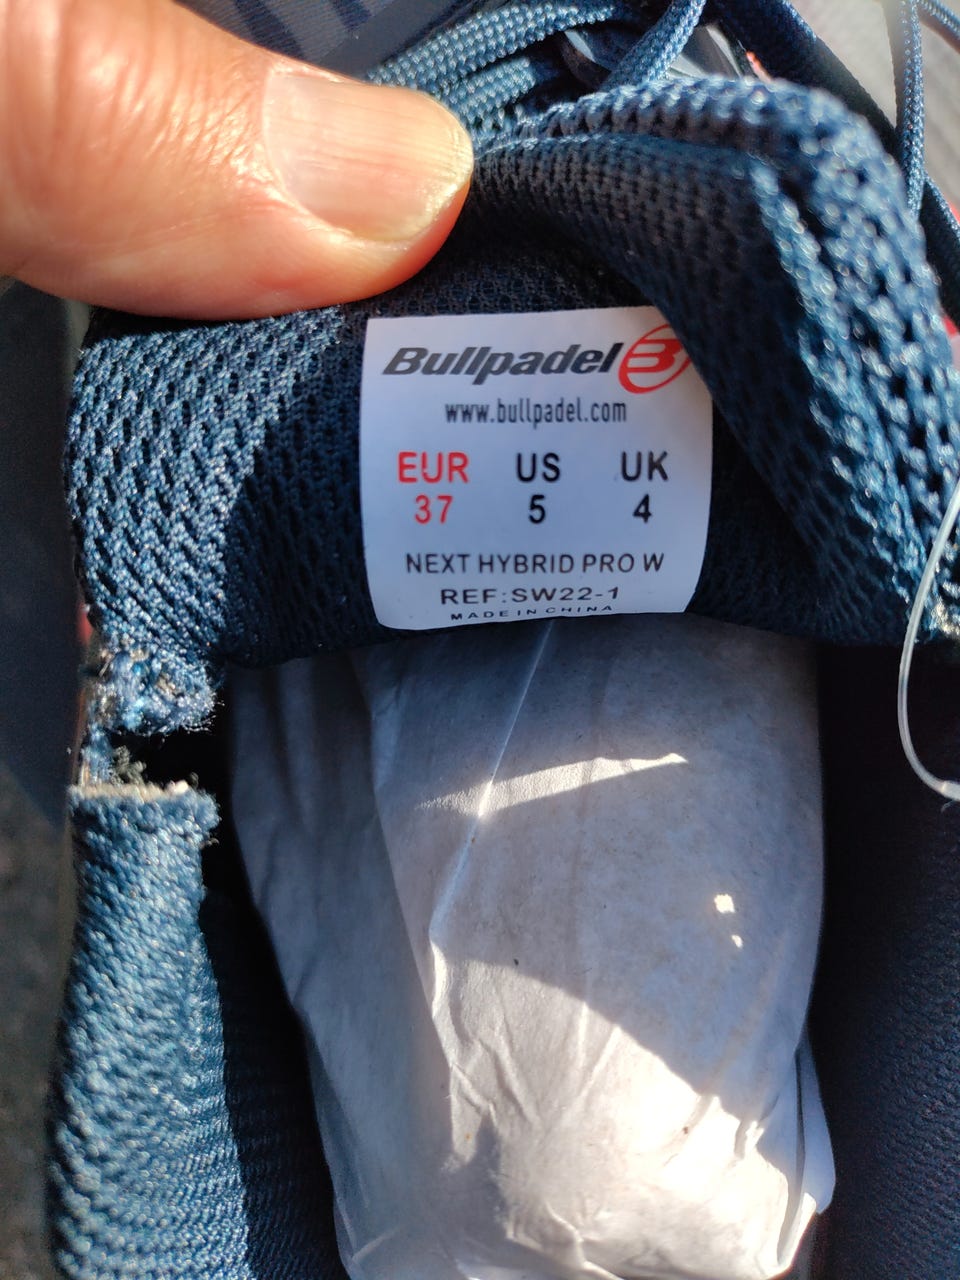 Bullpadel
www.bullpadel.com
EUR US UK
37 5 4
NEXT HYBRID PRO W
REF:SW22-1
MADE IN CHINA